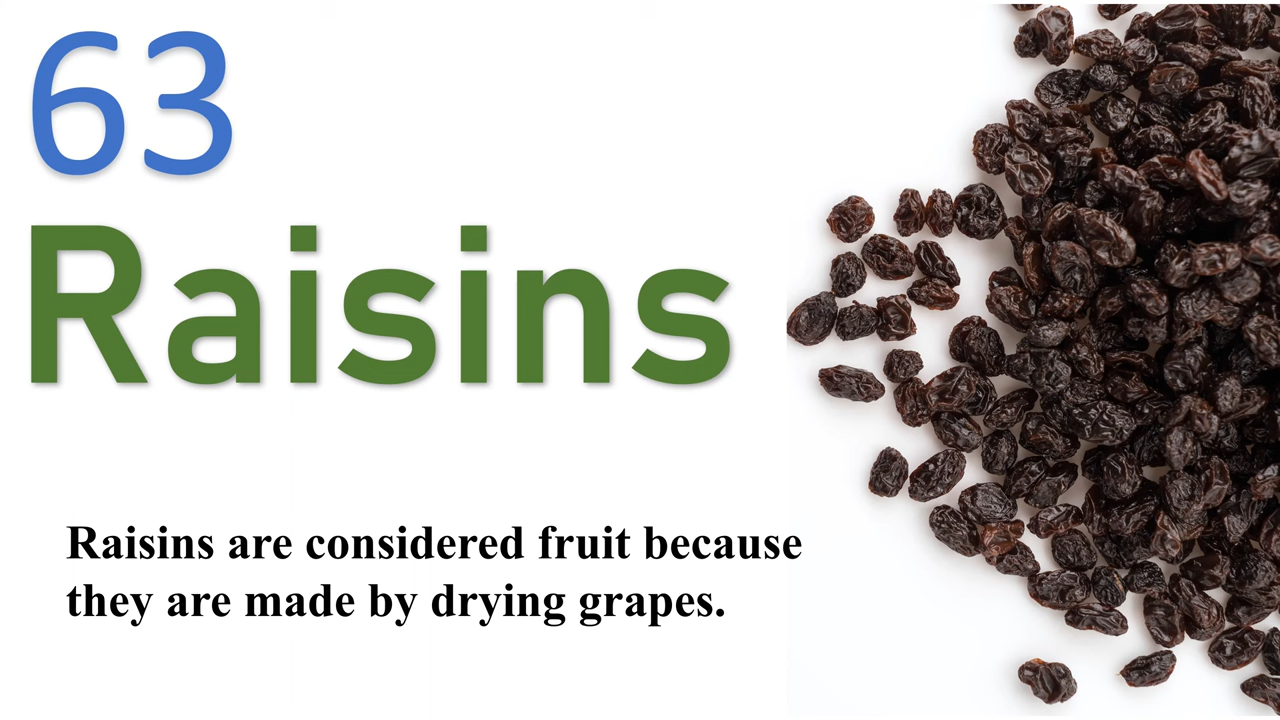 63
Raisins
Raisins are considered fruit because
they are made by drying grapes.